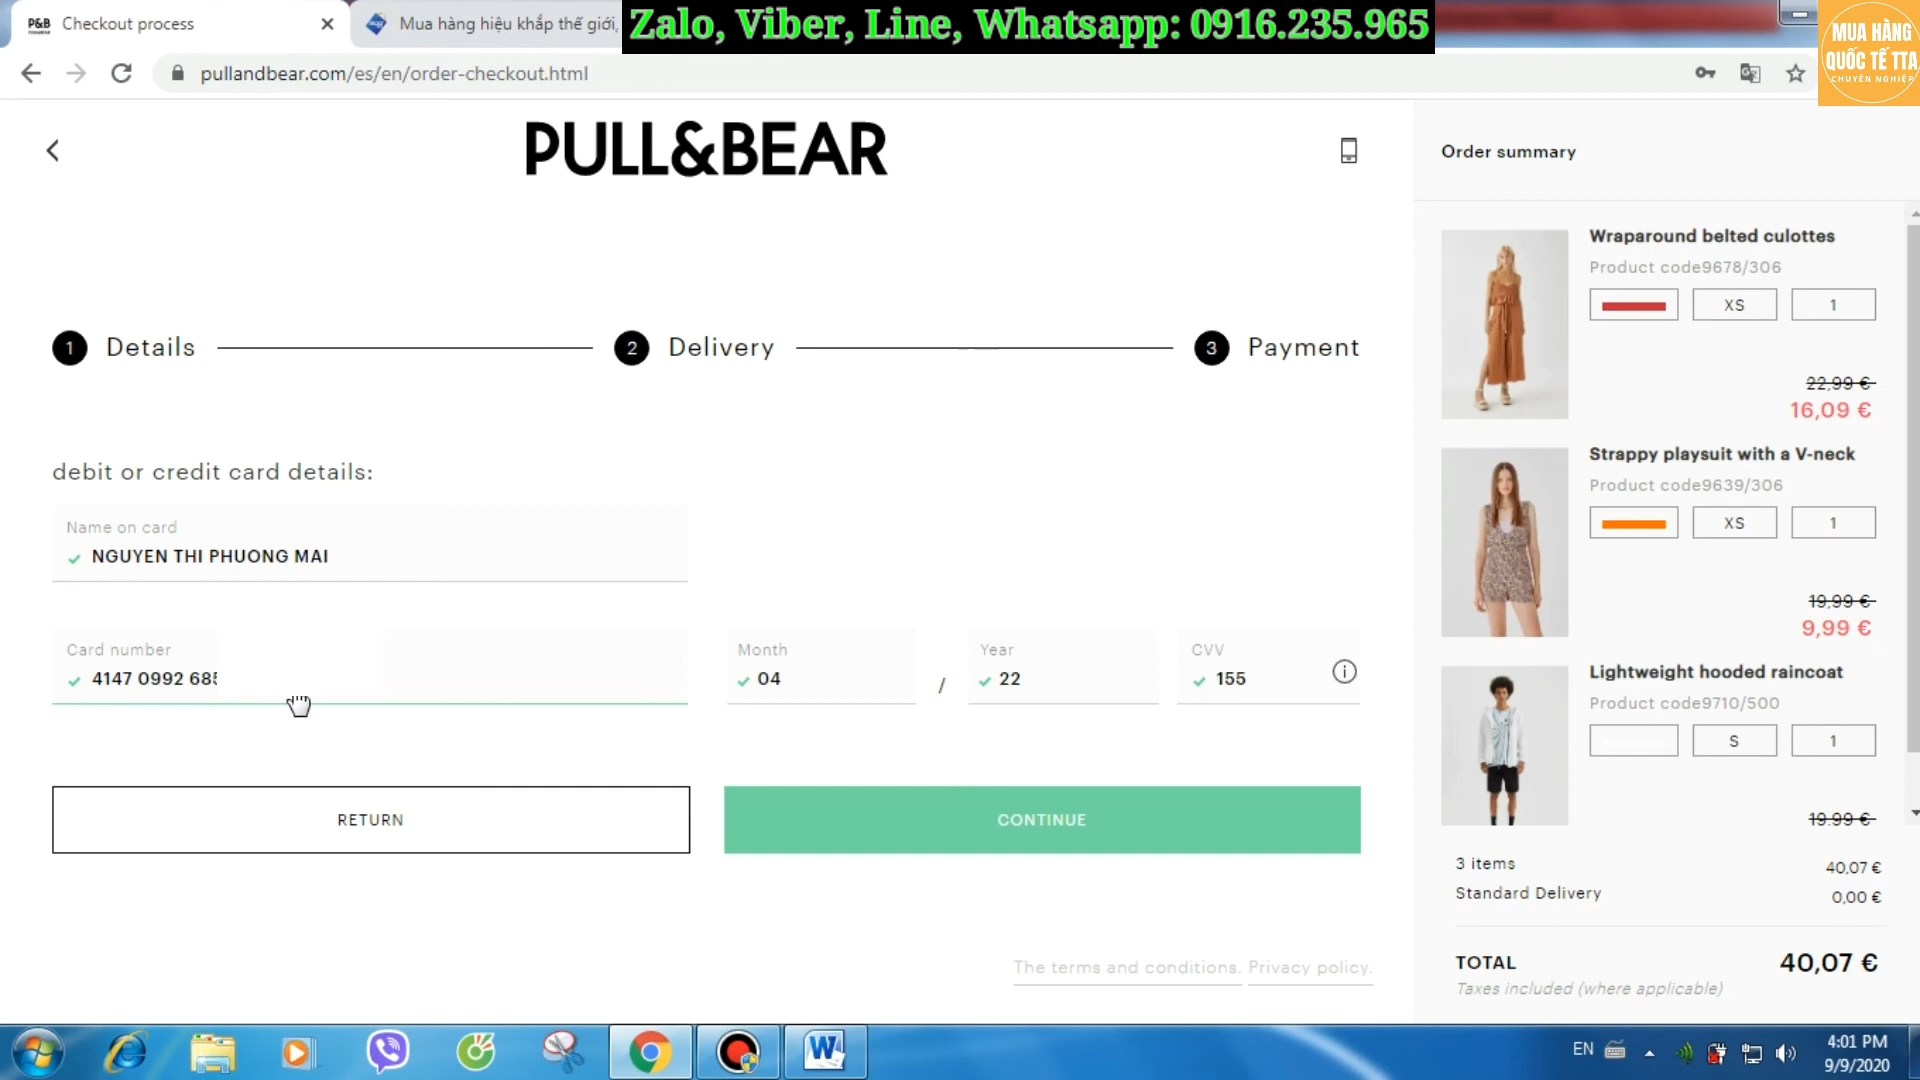 P&B
Checkout process
Mua hàng hiệu khắp thế giới,
Zalo, Viber, Line, Whatsapp: 0916.235.965
MUA HÀNG
QUỐC TẾ TTA
CHUYÊN NGHIỆP
pullandbear.com/es/en/order-checkout.html
PULL&BEAR
Order summary
1 Details
2 Delivery
3 Payment
debit or credit card details:
Name on card
NGUYEN THI PHUONG MAI
Card number
4147 0992 685
Month
04
/
Year
22
CVV
155
RETURN
CONTINUE
The terms and conditions. Privacy policy.
Wraparound belted culottes
Product code9678/306
XS 1
22,99 €
16,09 €
Strappy playsuit with a V-neck
Product code9639/306
XS 1
19,99 €
9,99 €
Lightweight hooded raincoat
Product code9710/500
S 1
19,99 €
3 items 40,07 €
Standard Delivery 0,00 €
TOTAL 40,07 €
Taxes included (where applicable)
EN
4:01 PM
9/9/2020